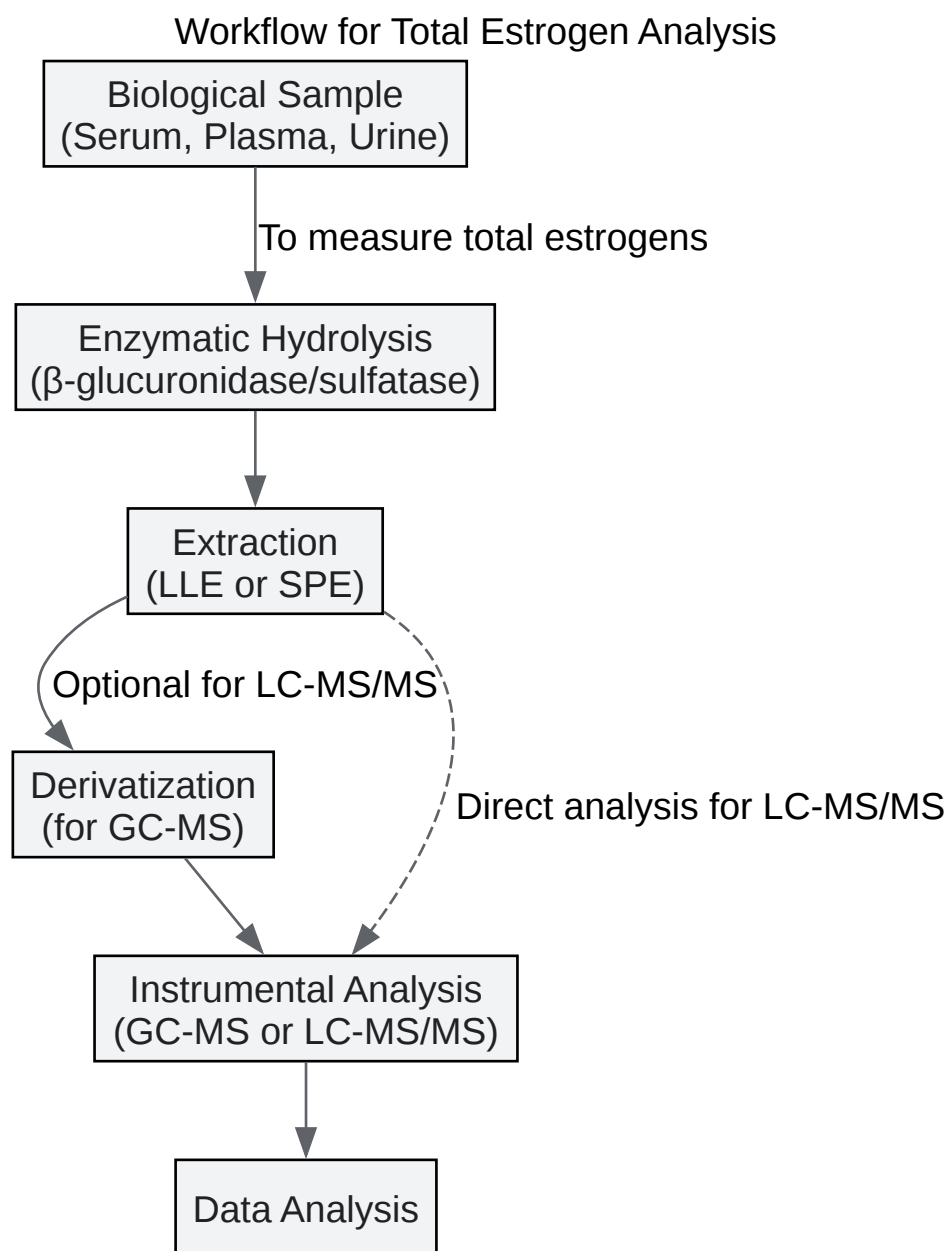 Workflow for Total Estrogen Analysis
Biological Sample
(Serum, Plasma, Urine)
To measure total estrogens
Enzymatic Hydrolysis
(β-glucuronidase/sulfatase)
Extraction
(LLE or SPE)
Optional for LC-MS/MS
Derivatization
(for GC-MS)
Direct analysis for LC-MS/MS
Instrumental Analysis
(GC-MS or LC-MS/MS)
Data Analysis